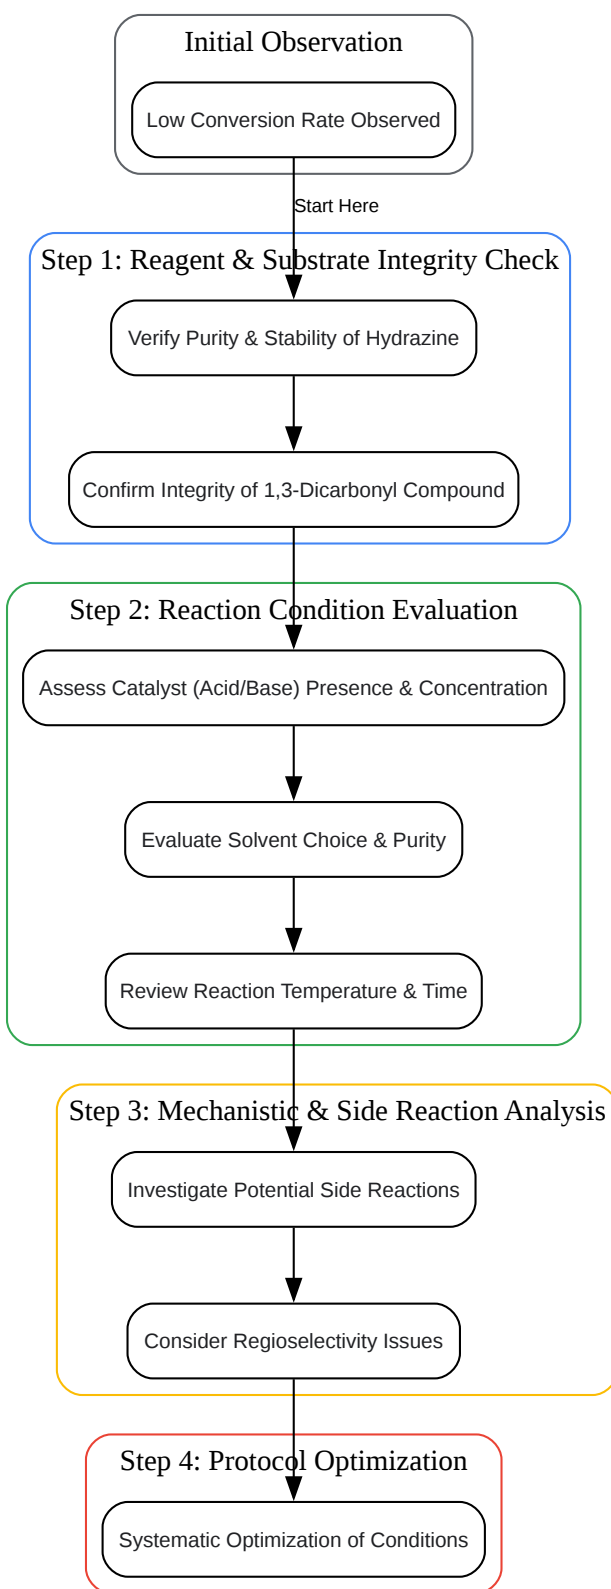 Initial Observation
Low Conversion Rate Observed
Start Here
Step 1: Reagent & Substrate Integrity Check
Verify Purity & Stability of Hydrazine
Confirm Integrity of 1,3-Dicarbonyl Compound
Step 2: Reaction Condition Evaluation
Assess Catalyst (Acid/Base) Presence & Concentration
Evaluate Solvent Choice & Purity
Review Reaction Temperature & Time
Step 3: Mechanistic & Side Reaction Analysis
Investigate Potential Side Reactions
Consider Regioselectivity Issues
Step 4: Protocol Optimization
Systematic Optimization of Conditions